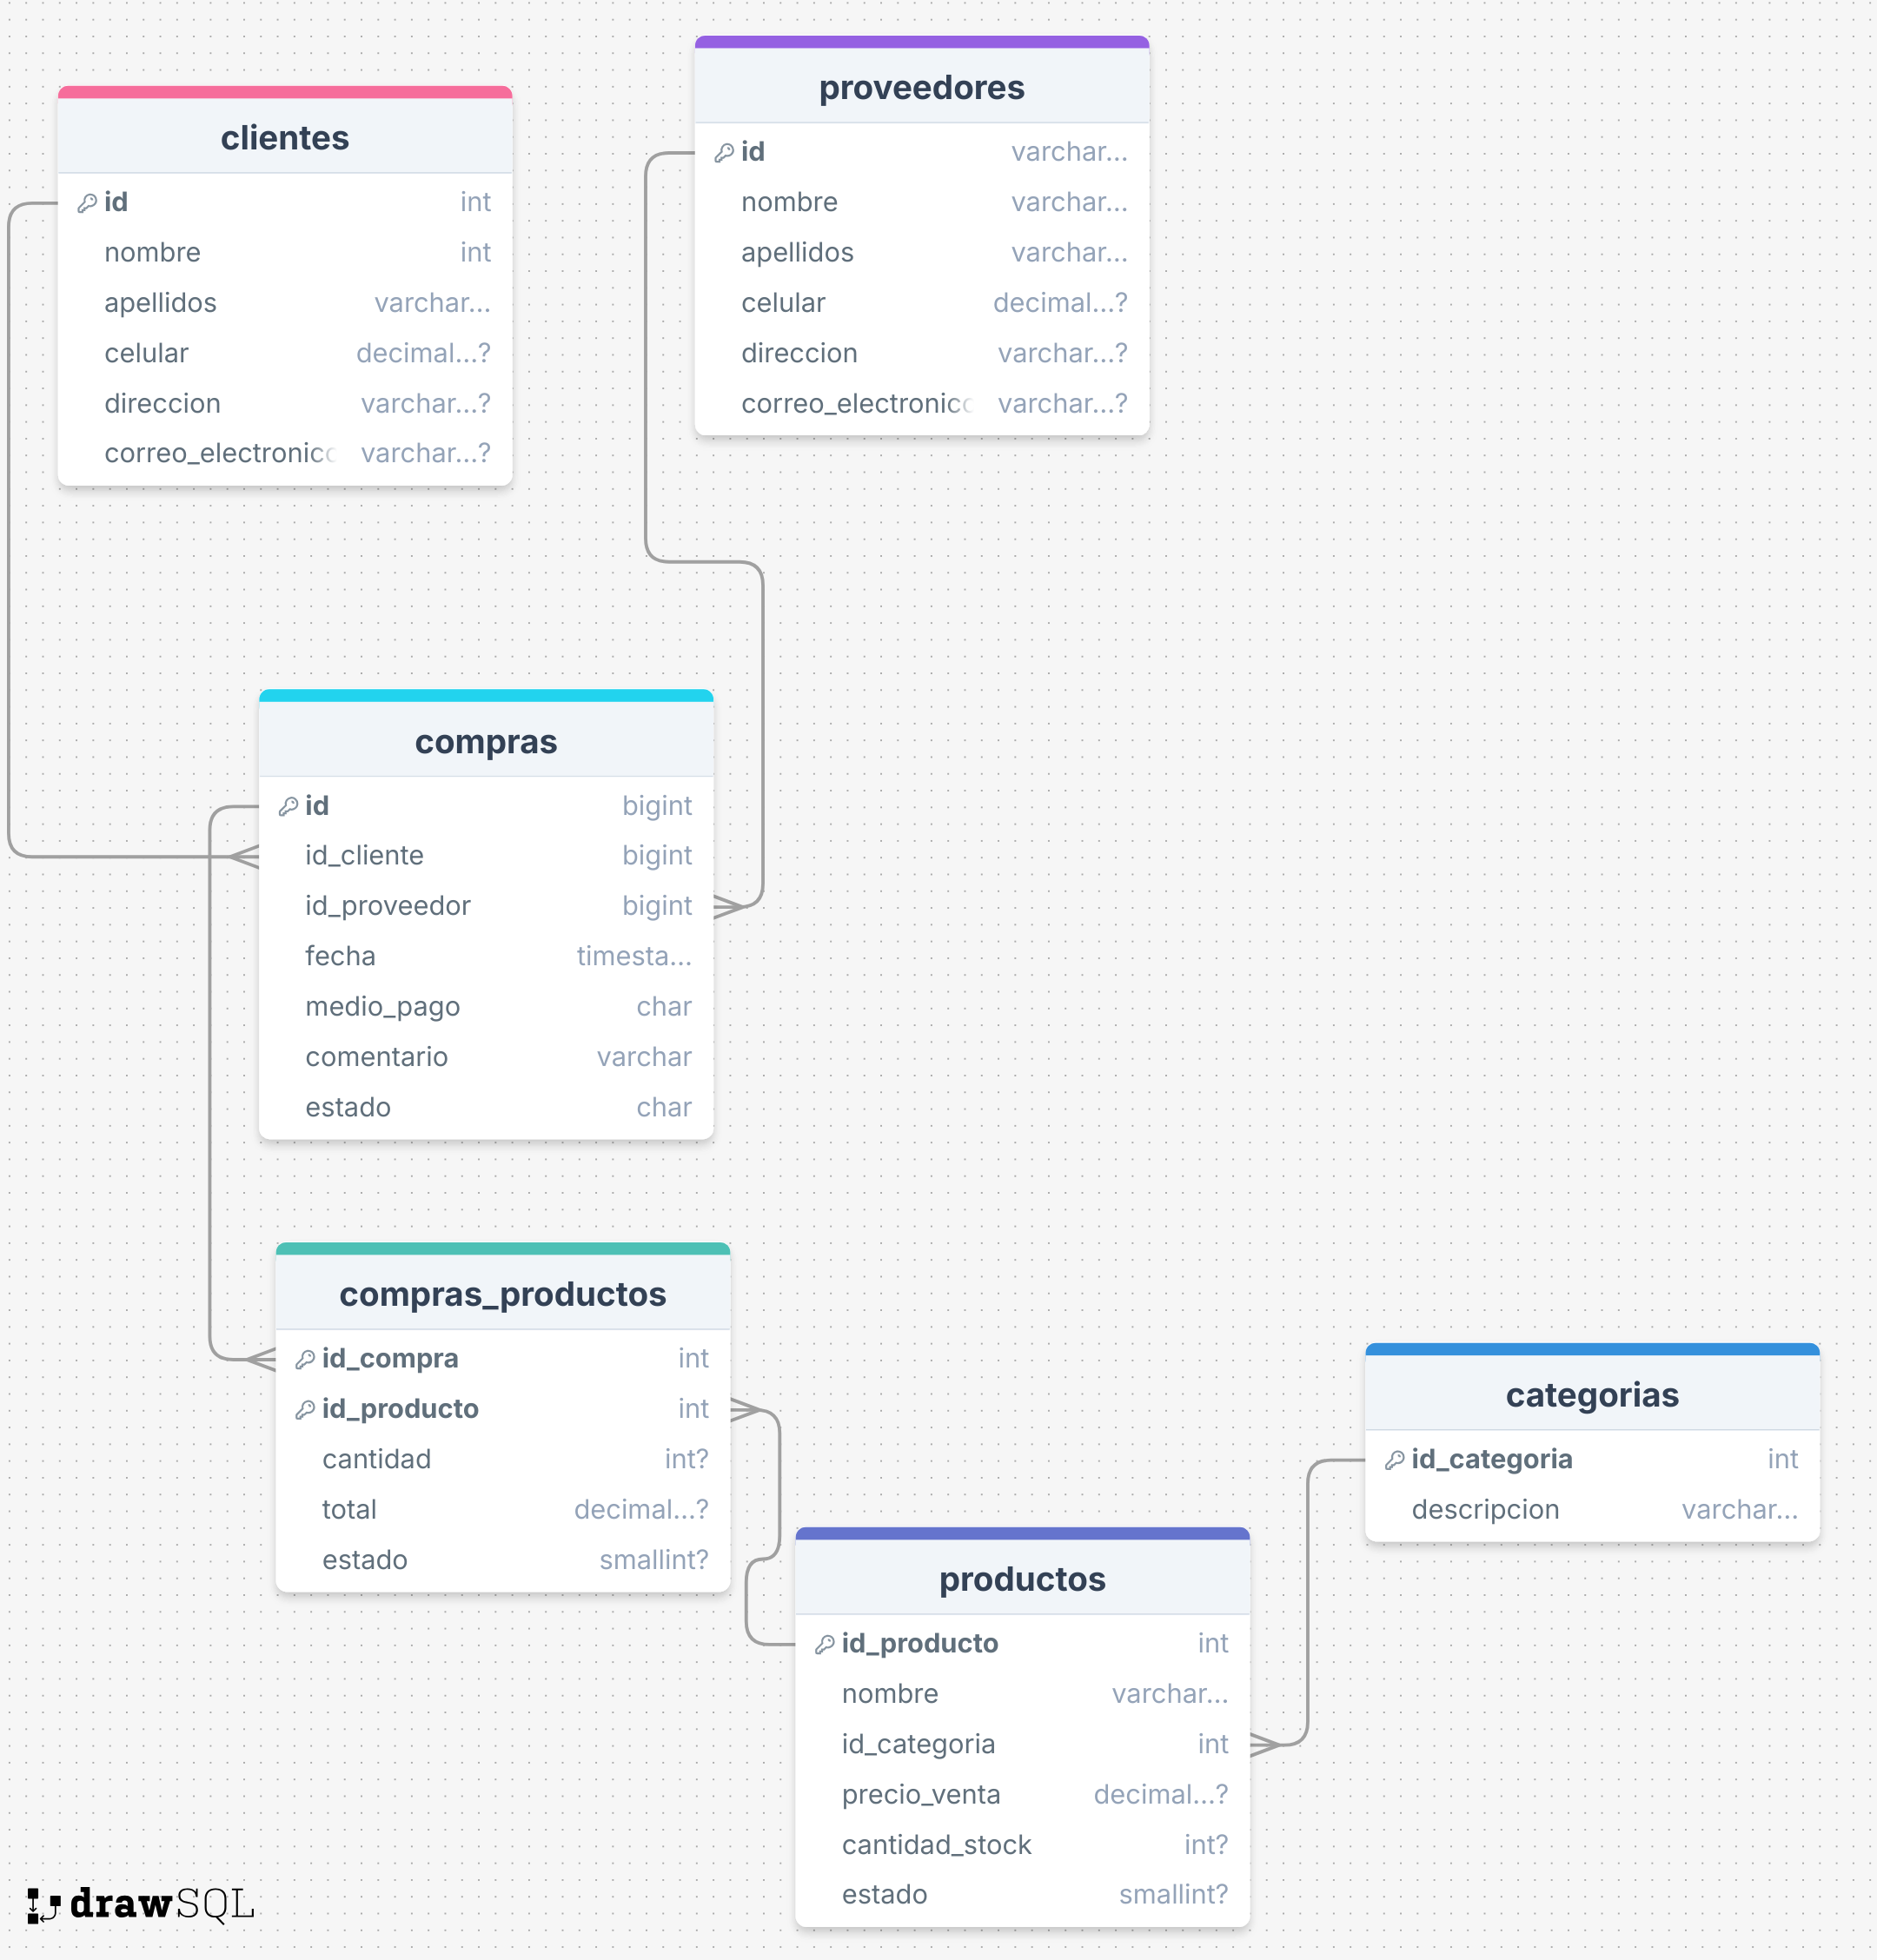 proveedores
id varchar...
nombre varchar...
apellidos varchar...
celular decimal...?
direccion varchar...?
correo_electronico varchar...?
clientes
id int
nombre int
apellidos varchar...
celular decimal...?
direccion varchar...?
correo_electronico varchar...?
compras
id bigint
id_cliente bigint
id_proveedor bigint
fecha timesta...
medio_pago char
comentario varchar
estado char
compras_productos
id_compra int
id_producto int
cantidad int?
total decimal...?
estado smallint?
categorias
id_categoria int
descripcion varchar...
productos
id_producto int
nombre varchar...
id_categoria int
precio_venta decimal...?
cantidad_stock int?
estado smallint?
drawSQL